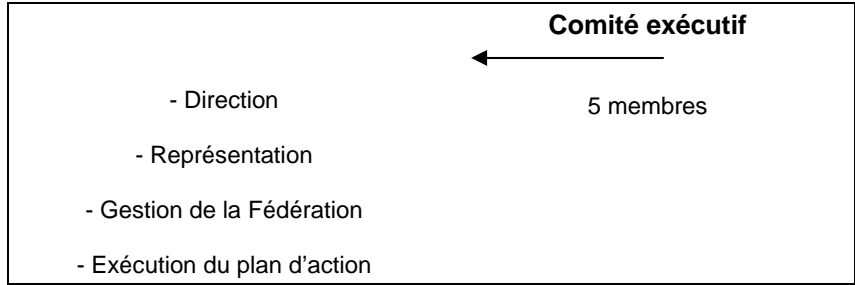 Comité exécutif
- Direction
5 membres
- Représentation
- Gestion de la Fédération
- Exécution du plan d’action